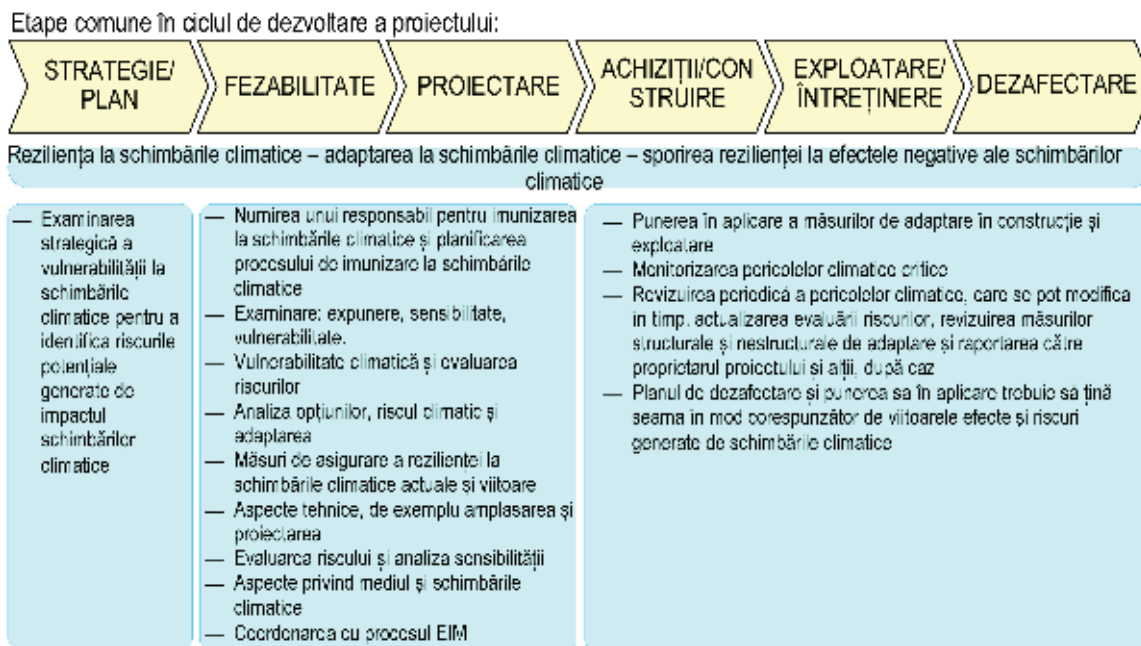 Etape comune în ciclul de dezvoltare a proiectului:
STRATEGIE/
PLAN
FEZABILITATE
PROIECTARE
ACHIZIȚII/CON
STRUIRE
EXPLOATARE/
ÎNTREȚINERE
DEZAFECTARE
Reziliența la schimbările climatice – adaptarea la schimbările climatice – sporirea rezilienței la efectele negative ale schimbărilor
climatice
— Examinarea
strategică a
vulnerabilității la
schimbările
climatice pentru a
identifica riscurile
potențiale
generate de
impactul
schimbărilor
climatice
— Numirea unui responsabil pentru imunizarea
la schimbările climatice și planificarea
procesului de imunizare la schimbările
climatice
— Examinare: expunere, sensibilitate,
vulnerabilitate.
— Vulnerabilitate climatică și evaluarea
riscurilor
— Analiza opțiunilor, riscul climatic și
adaptarea
— Măsuri de asigurare a rezilienței la
schimbările climatice actuale și viitoare
— Aspecte tehnice, de exemplu amplasarea și
proiectarea
— Evaluarea riscului și analiza sensibilității
— Aspecte privind mediul și schimbările
climatice
— Coordonarea cu procesul EIM
— Punerea în aplicare a măsurilor de adaptare în construcție și
exploatare
— Monitorizarea pericolelor climatice critice
— Revizuirea periodică a pericolelor climatice, care se pot modifica
în timp, actualizarea evaluării riscurilor, revizuirea măsurilor
structurale și nestructurale de adaptare și raportarea către
proprietarul proiectului și alții, după caz
— Planul de dezafectare și punerea sa în aplicare trebuie să țină
seama în mod corespunzător de viitoarele efecte și riscuri
generate de schimbările climatice